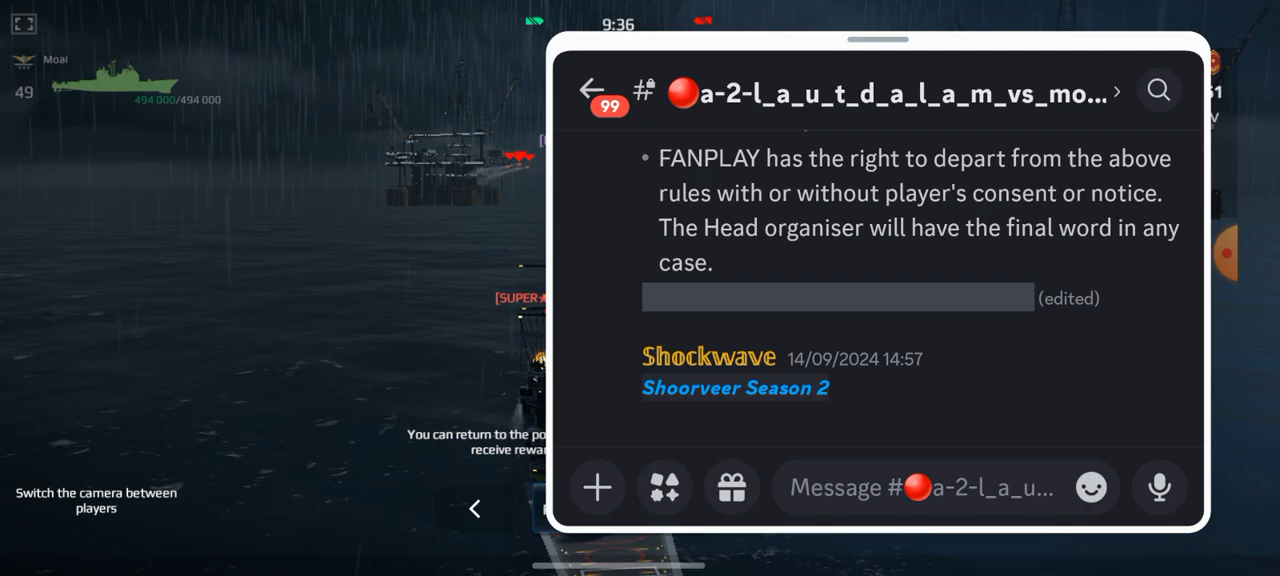 9:36
Moai
49
494 000/494 000
[SUPER
You can return to the po
receive rewar
Switch the camera between
players
99
# 🔴a-2-l_a_u_t_d_a_l_a_m_vs_mo... ›
• FANPLAY has the right to depart from the above
rules with or without player's consent or notice.
The Head organiser will have the final word in any
case.
(edited)
Shockwave 14/09/2024 14:57
Shoorveer Season 2
Message #🔴a-2-l_a_u...